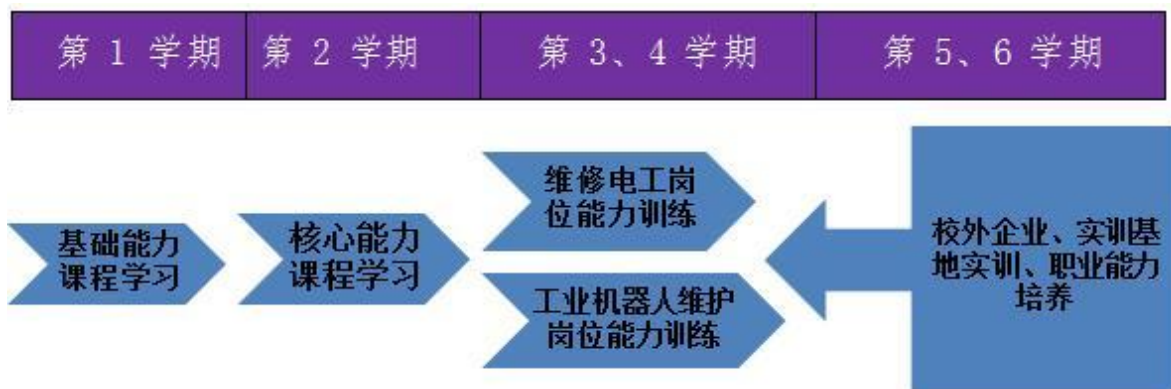 第 1 学期
第 2 学期
第 3、4 学期
第 5、6 学期
基础能力
课程学习
核心能力
课程学习
维修电工岗
位能力训练
工业机器人维护
岗位能力训练
校外企业、实训基
地实训、职业能力
培养